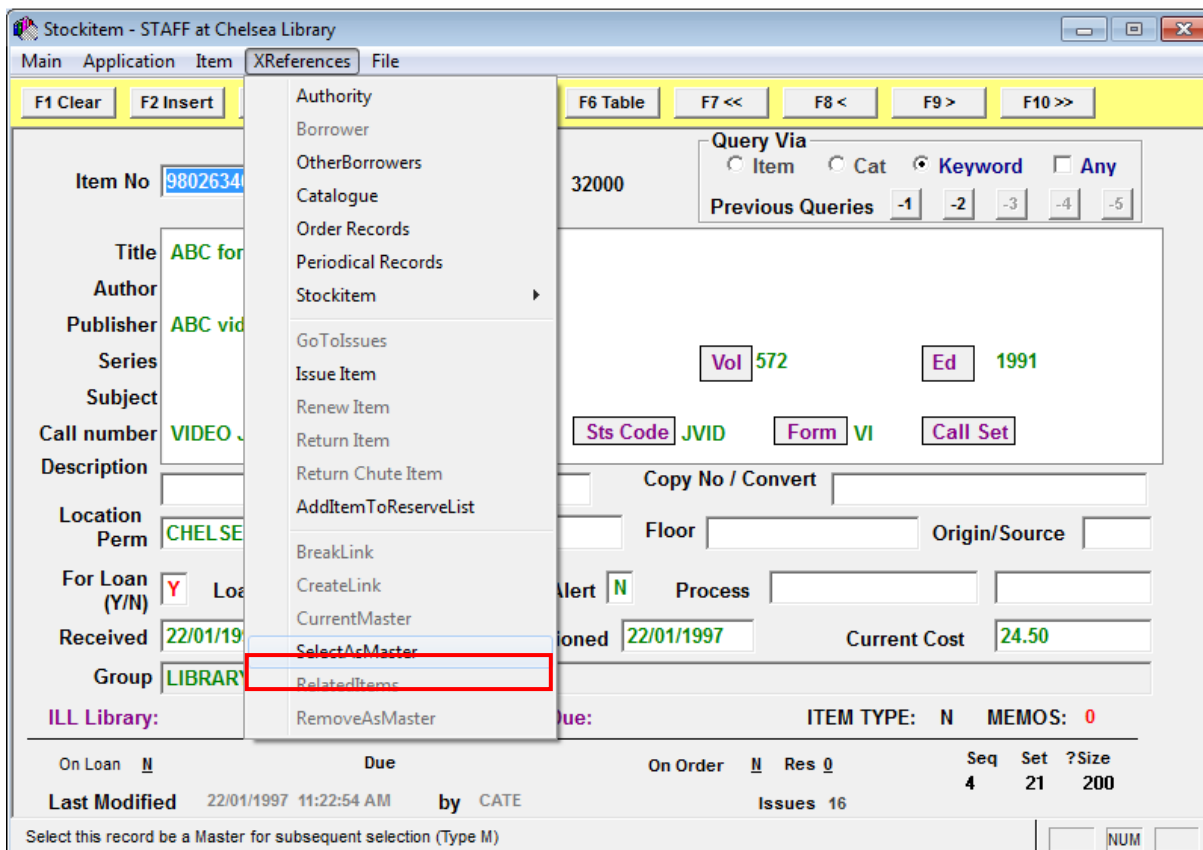 Stockitem - STAFF at Chelsea Library
Main Application Item XReferences File
F1 Clear F2 Insert F6 Table F7 << F8 < F9 > F10 >>
Authority
Borrower
OtherBorrowers
Catalogue
Order Records
Periodical Records
Stockitem
GoToIssues
Issue Item
Renew Item
Return Item
Return Chute Item
AddItemToReserveList
BreakLink
CreateLink
CurrentMaster
SelectAsMaster
RelatedItems
RemoveAsMaster
Query Via
Item Cat Keyword Any
Previous Queries -1 -2 -3 -4 -5
Item No 32000
Title ABC for
Author
Publisher ABC vid
Series Vol 572 Ed 1991
Subject
Call number VIDEO J Sts Code JVID Form VI Call Set
Description Copy No / Convert
Location
Perm CHELSE Floor Origin/Source
For Loan
(Y/N) Y Loa Alert N Process
Received 22/01/19 ioned 22/01/1997 Current Cost 24.50
Group LIBRARY
ILL Library: Due: ITEM TYPE: N MEMOS: 0
On Loan N Due On Order N Res 0 Seq Set ?Size
4 21 200
Last Modified 22/01/1997 11:22:54 AM by CATE Issues 16
Select this record be a Master for subsequent selection (Type M) NUM